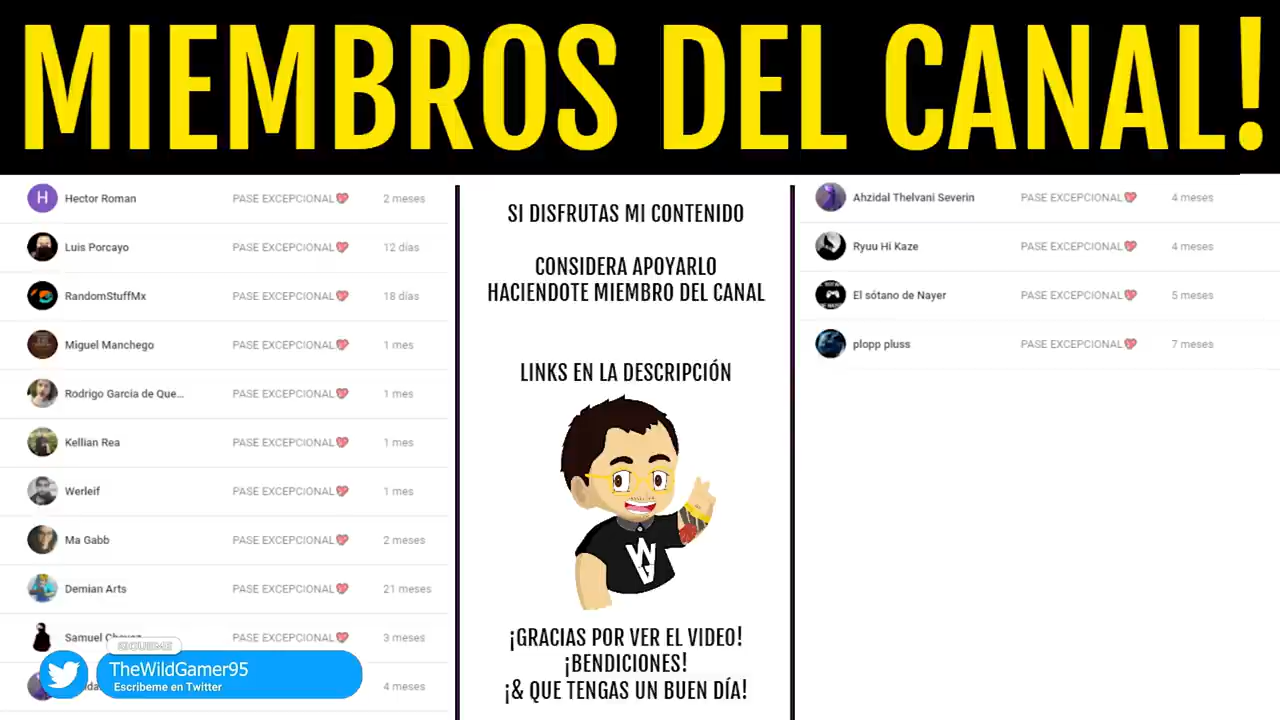 MIEMBROS DEL CANAL!
H Hector Roman PASE EXCEPCIONAL💖 2 meses
Luis Porcayo PASE EXCEPCIONAL💖 12 días
RandomStuffMx PASE EXCEPCIONAL💖 18 días
Miguel Manchego PASE EXCEPCIONAL💖 1 mes
Rodrigo Garcia de Que... PASE EXCEPCIONAL💖 1 mes
Kellian Rea PASE EXCEPCIONAL💖 1 mes
Werleif PASE EXCEPCIONAL💖 1 mes
Ma Gabb PASE EXCEPCIONAL💖 2 meses
Demian Arts PASE EXCEPCIONAL💖 21 meses
Samuel PASE EXCEPCIONAL💖 3 meses
SIGUEME
TheWildGamer95
Escribeme en Twitter
4 meses
SI DISFRUTAS MI CONTENIDO
CONSIDERA APOYARLO
HACIENDOTE MIEMBRO DEL CANAL
LINKS EN LA DESCRIPCIÓN
W
¡GRACIAS POR VER EL VIDEO!
¡BENDICIONES!
¡& QUE TENGAS UN BUEN DÍA!
Ahzidal Thelvani Severin PASE EXCEPCIONAL💖 4 meses
Ryuu Hi Kaze PASE EXCEPCIONAL💖 4 meses
El sótano de Nayer PASE EXCEPCIONAL💖 5 meses
plopp pluss PASE EXCEPCIONAL💖 7 meses